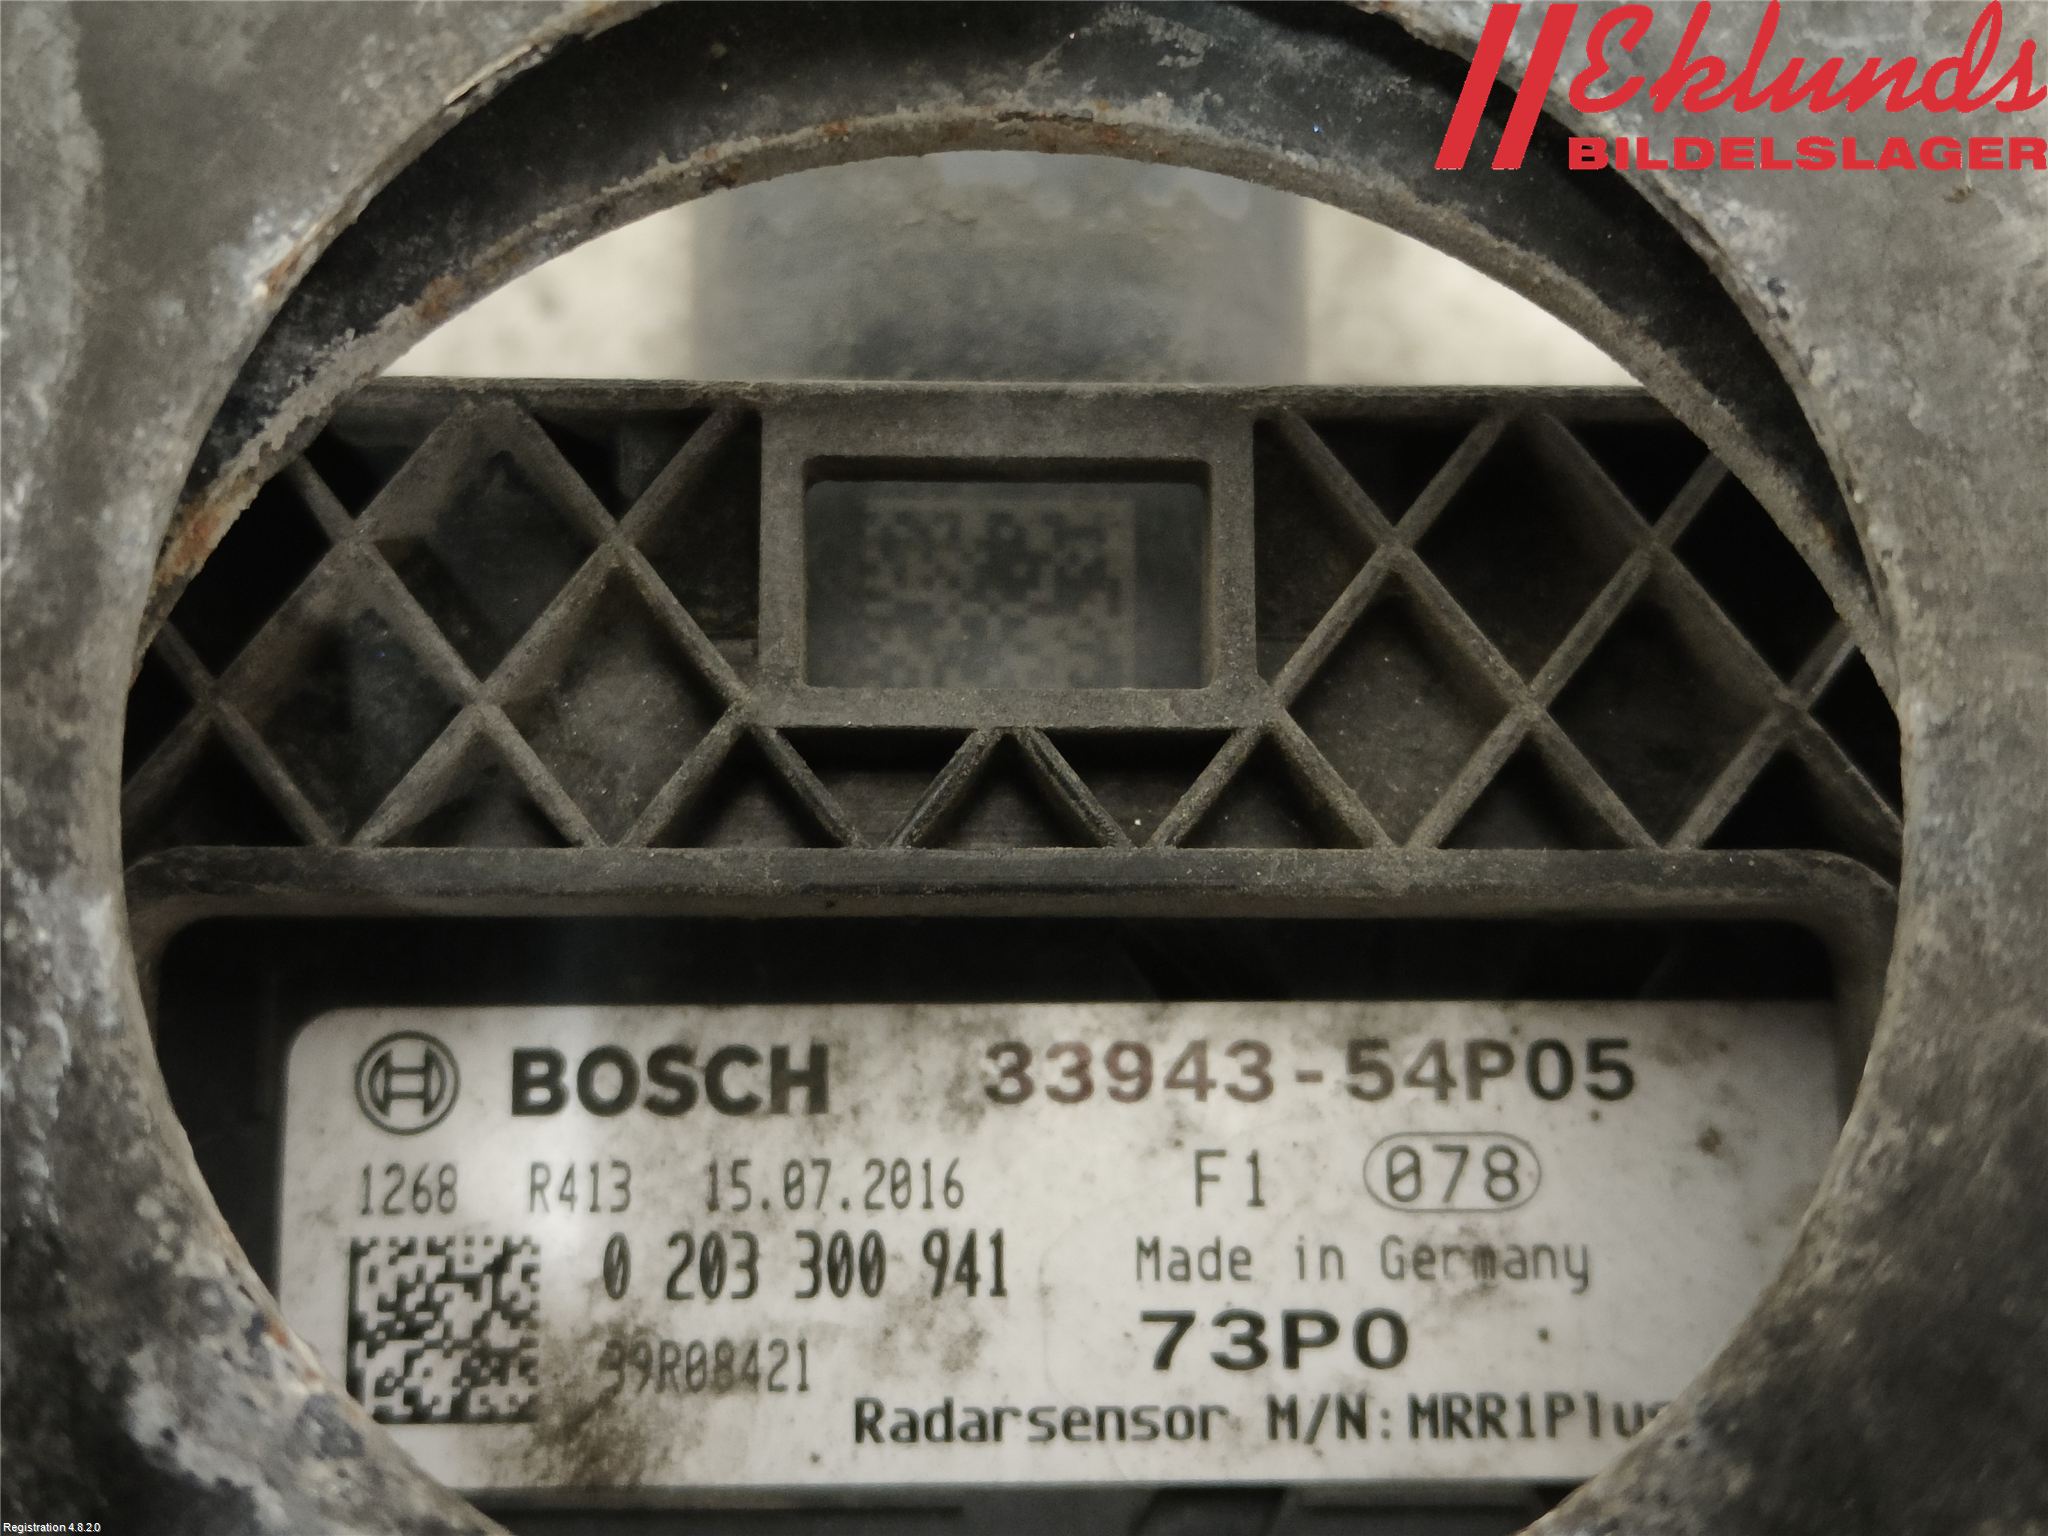 Eklunds
BILDELSLAGER
BOSCH 33943-54P05
1268 R413 15.07.2016 F1 078
0 203 300 941 Made in Germany
99R08421 73P0
Radarsensor M/N:MRR1Plus
Registration 4.8.2.0